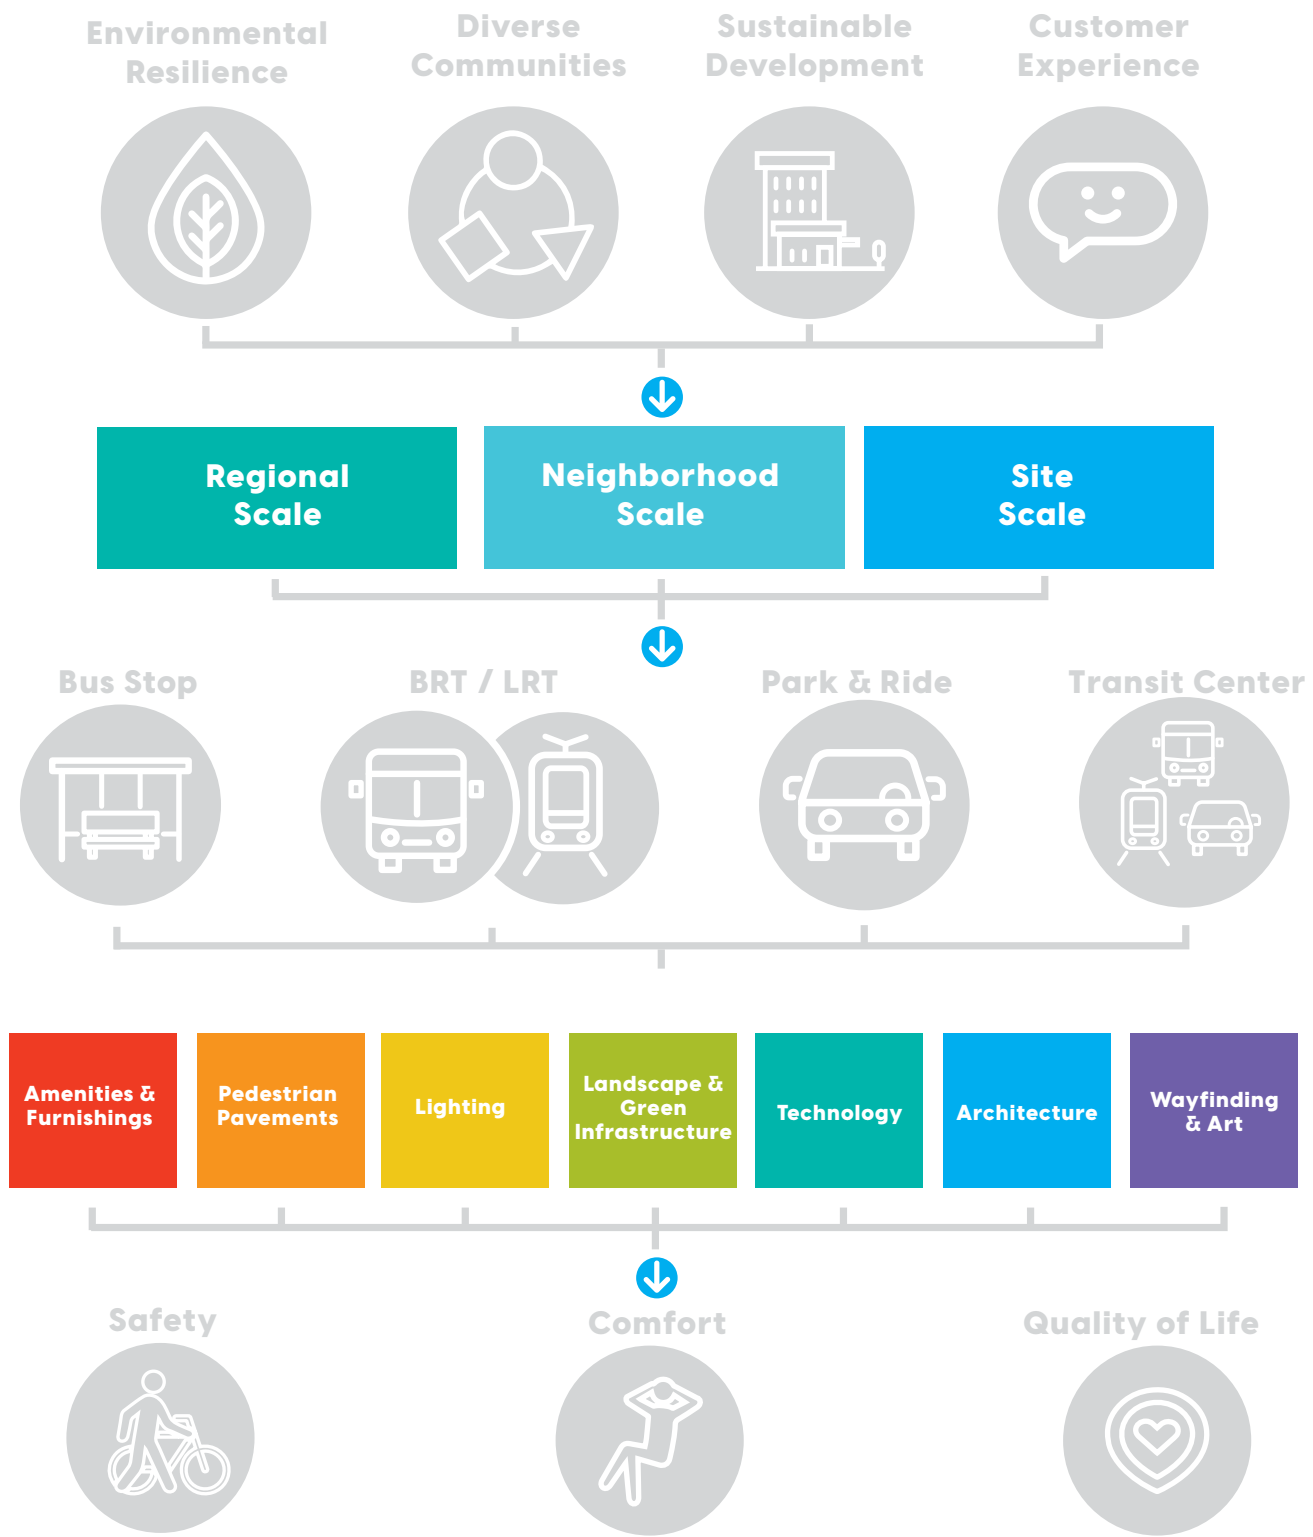 Environmental
Resilience
Diverse
Communities
Sustainable
Development
Customer
Experience
Regional
Scale
Neighborhood
Scale
Site
Scale
Bus Stop
BRT / LRT
Park & Ride
Transit Center
Amenities &
Furnishings
Pedestrian
Pavements
Lighting
Landscape &
Green
Infrastructure
Technology
Architecture
Wayfinding
& Art
Safety
Comfort
Quality of Life